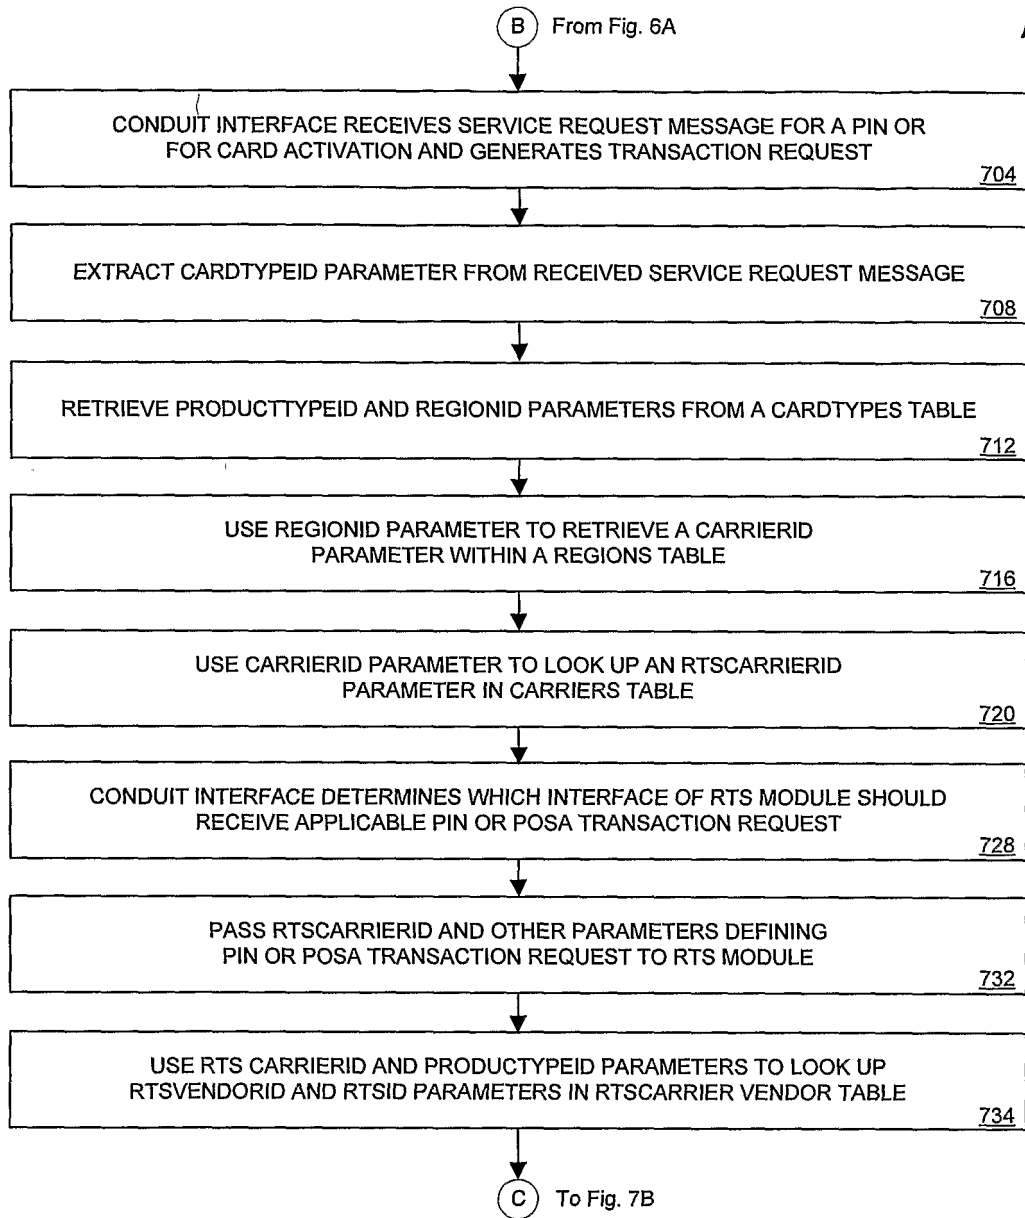 B From Fig. 6A
CONDUIT INTERFACE RECEIVES SERVICE REQUEST MESSAGE FOR A PIN OR
FOR CARD ACTIVATION AND GENERATES TRANSACTION REQUEST
704
EXTRACT CARDTYPEID PARAMETER FROM RECEIVED SERVICE REQUEST MESSAGE
708
RETRIEVE PRODUCTTYPEID AND REGIONID PARAMETERS FROM A CARDTYPES TABLE
712
USE REGIONID PARAMETER TO RETRIEVE A CARRIERID
PARAMETER WITHIN A REGIONS TABLE
716
USE CARRIERID PARAMETER TO LOOK UP AN RTSCARRIERID
PARAMETER IN CARRIERS TABLE
720
CONDUIT INTERFACE DETERMINES WHICH INTERFACE OF RTS MODULE SHOULD
RECEIVE APPLICABLE PIN OR POSA TRANSACTION REQUEST
728
PASS RTSCARRIERID AND OTHER PARAMETERS DEFINING
PIN OR POSA TRANSACTION REQUEST TO RTS MODULE
732
USE RTS CARRIERID AND PRODUCTYPEID PARAMETERS TO LOOK UP
RTSVENDORID AND RTSID PARAMETERS IN RTSCARRIER VENDOR TABLE
734
C To Fig. 7B